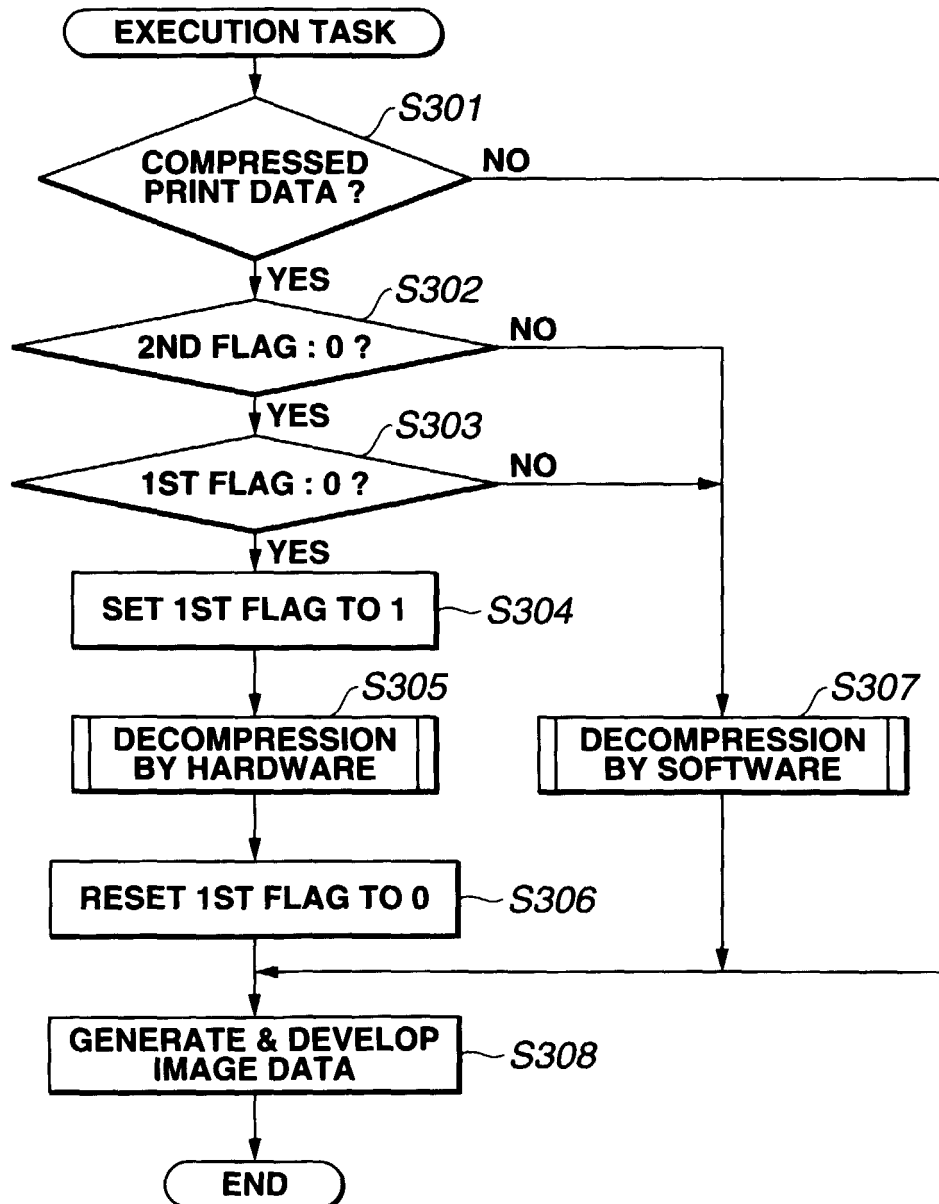 EXECUTION TASK
S301
COMPRESSED
PRINT DATA ?
NO
YES
S302
2ND FLAG : 0 ?
NO
YES
S303
1ST FLAG : 0 ?
NO
YES
SET 1ST FLAG TO 1
S304
S305
DECOMPRESSION
BY HARDWARE
S307
DECOMPRESSION
BY SOFTWARE
RESET 1ST FLAG TO 0
S306
GENERATE & DEVELOP
IMAGE DATA
S308
END